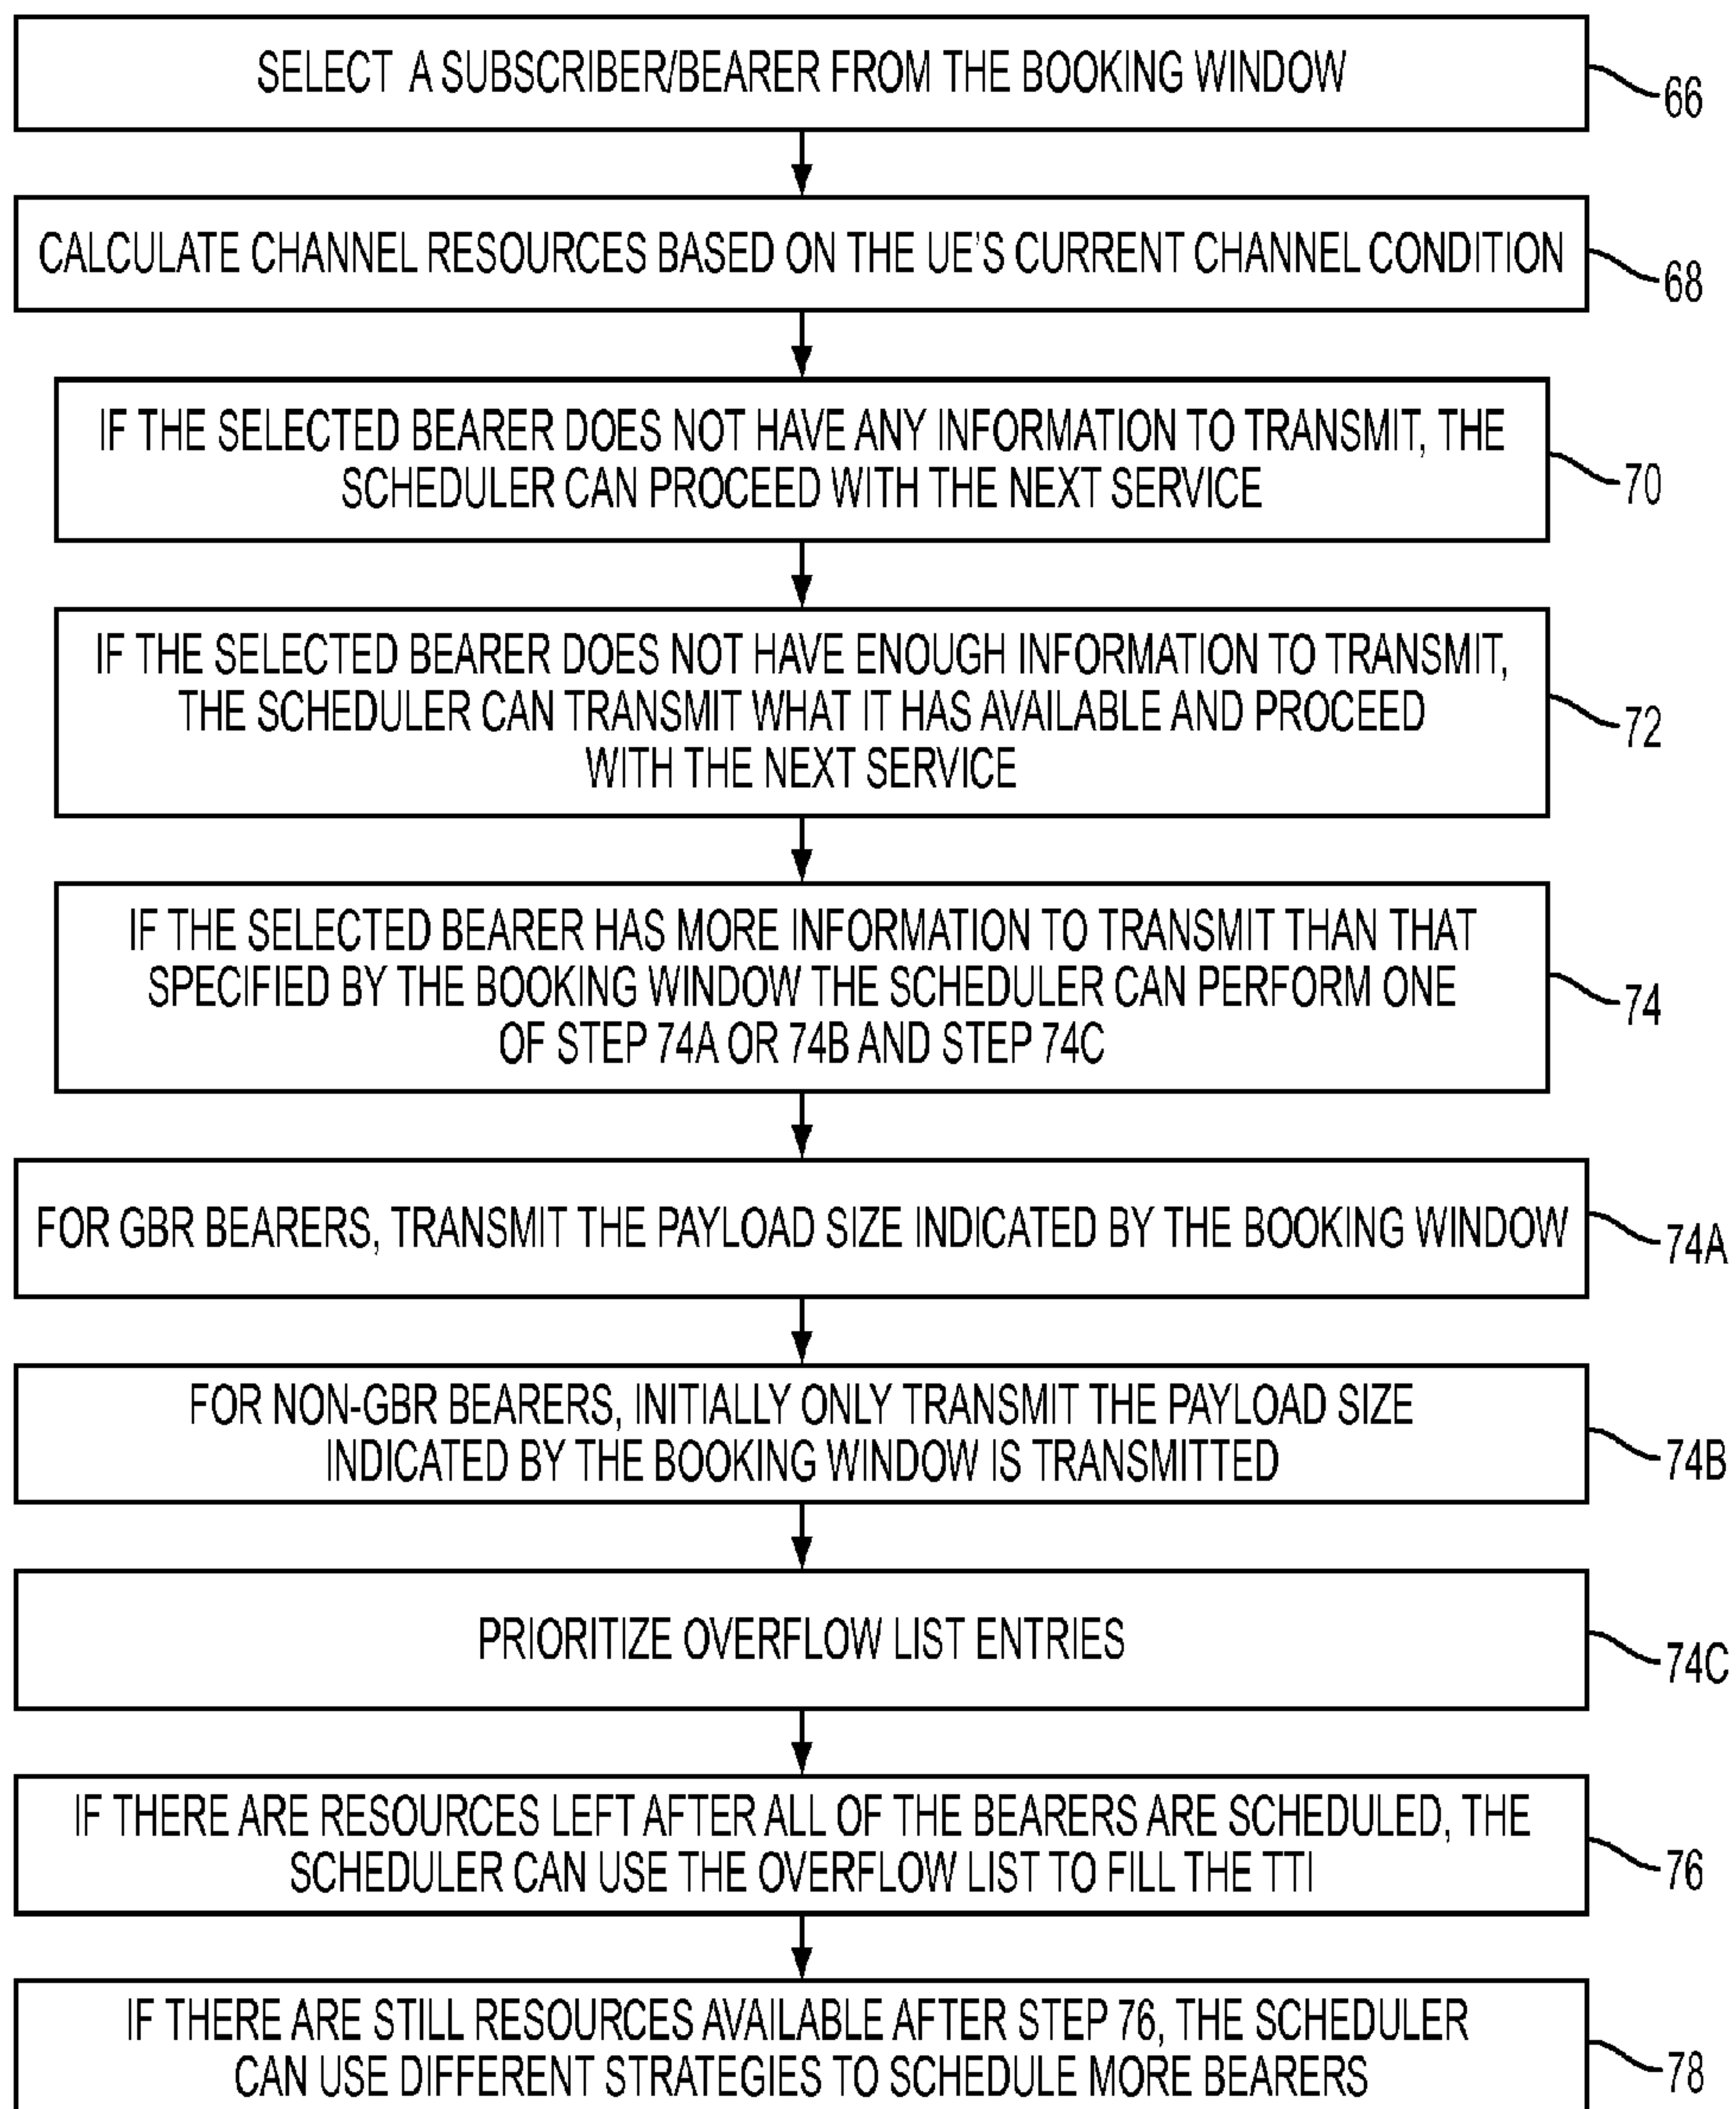 SELECT A SUBSCRIBER/BEARER FROM THE BOOKING WINDOW
66
CALCULATE CHANNEL RESOURCES BASED ON THE UE'S CURRENT CHANNEL CONDITION
68
IF THE SELECTED BEARER DOES NOT HAVE ANY INFORMATION TO TRANSMIT, THE
SCHEDULER CAN PROCEED WITH THE NEXT SERVICE
70
IF THE SELECTED BEARER DOES NOT HAVE ENOUGH INFORMATION TO TRANSMIT,
THE SCHEDULER CAN TRANSMIT WHAT IT HAS AVAILABLE AND PROCEED
WITH THE NEXT SERVICE
72
IF THE SELECTED BEARER HAS MORE INFORMATION TO TRANSMIT THAN THAT
SPECIFIED BY THE BOOKING WINDOW THE SCHEDULER CAN PERFORM ONE
OF STEP 74A OR 74B AND STEP 74C
74
FOR GBR BEARERS, TRANSMIT THE PAYLOAD SIZE INDICATED BY THE BOOKING WINDOW
74A
FOR NON-GBR BEARERS, INITIALLY ONLY TRANSMIT THE PAYLOAD SIZE
INDICATED BY THE BOOKING WINDOW IS TRANSMITTED
74B
PRIORITIZE OVERFLOW LIST ENTRIES
74C
IF THERE ARE RESOURCES LEFT AFTER ALL OF THE BEARERS ARE SCHEDULED, THE
SCHEDULER CAN USE THE OVERFLOW LIST TO FILL THE TTI
76
IF THERE ARE STILL RESOURCES AVAILABLE AFTER STEP 76, THE SCHEDULER
CAN USE DIFFERENT STRATEGIES TO SCHEDULE MORE BEARERS
78